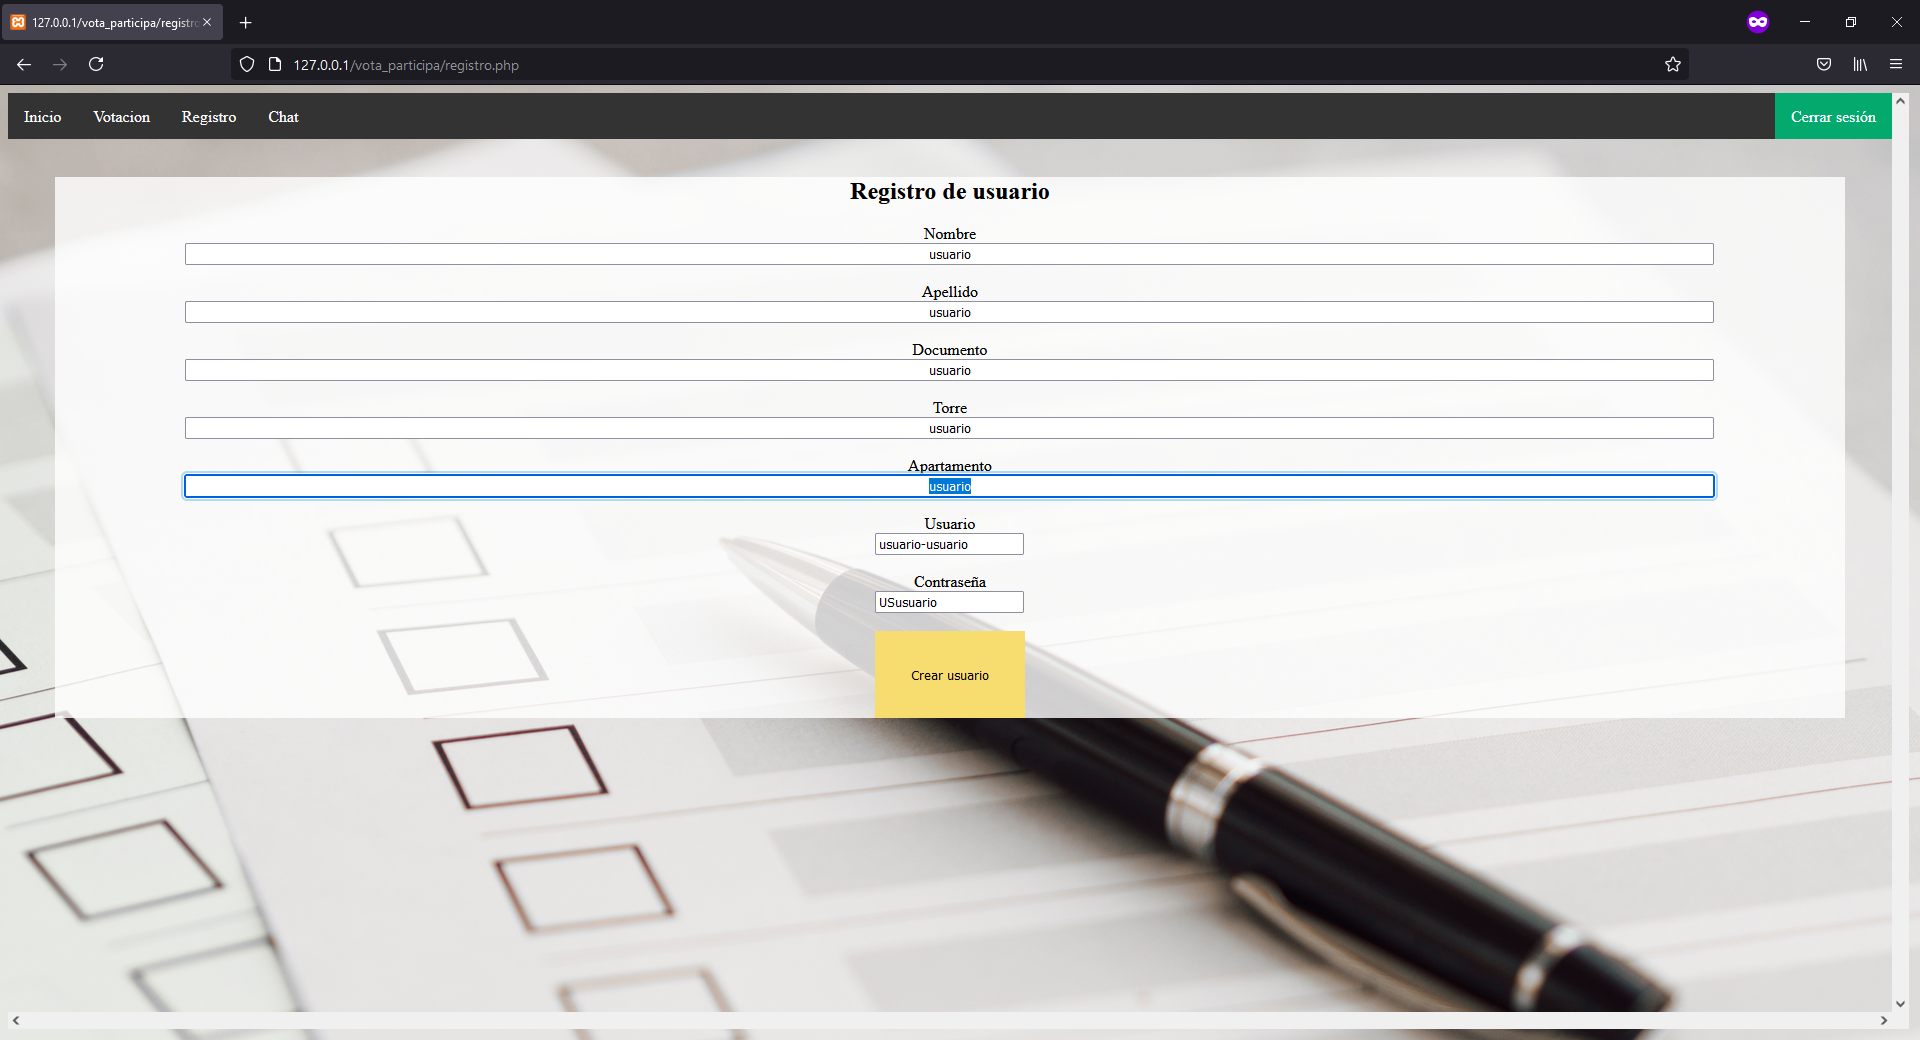 127.0.0.1/vota_participa/registro
127.0.0.1/vota_participa/registro.php
Inicio Votacion Registro Chat Cerrar sesión
Registro de usuario
Nombre
usuario
Apellido
usuario
Documento
usuario
Torre
usuario
Apartamento
usuario
Usuario
usuario-usuario
Contraseña
USusuario
Crear usuario